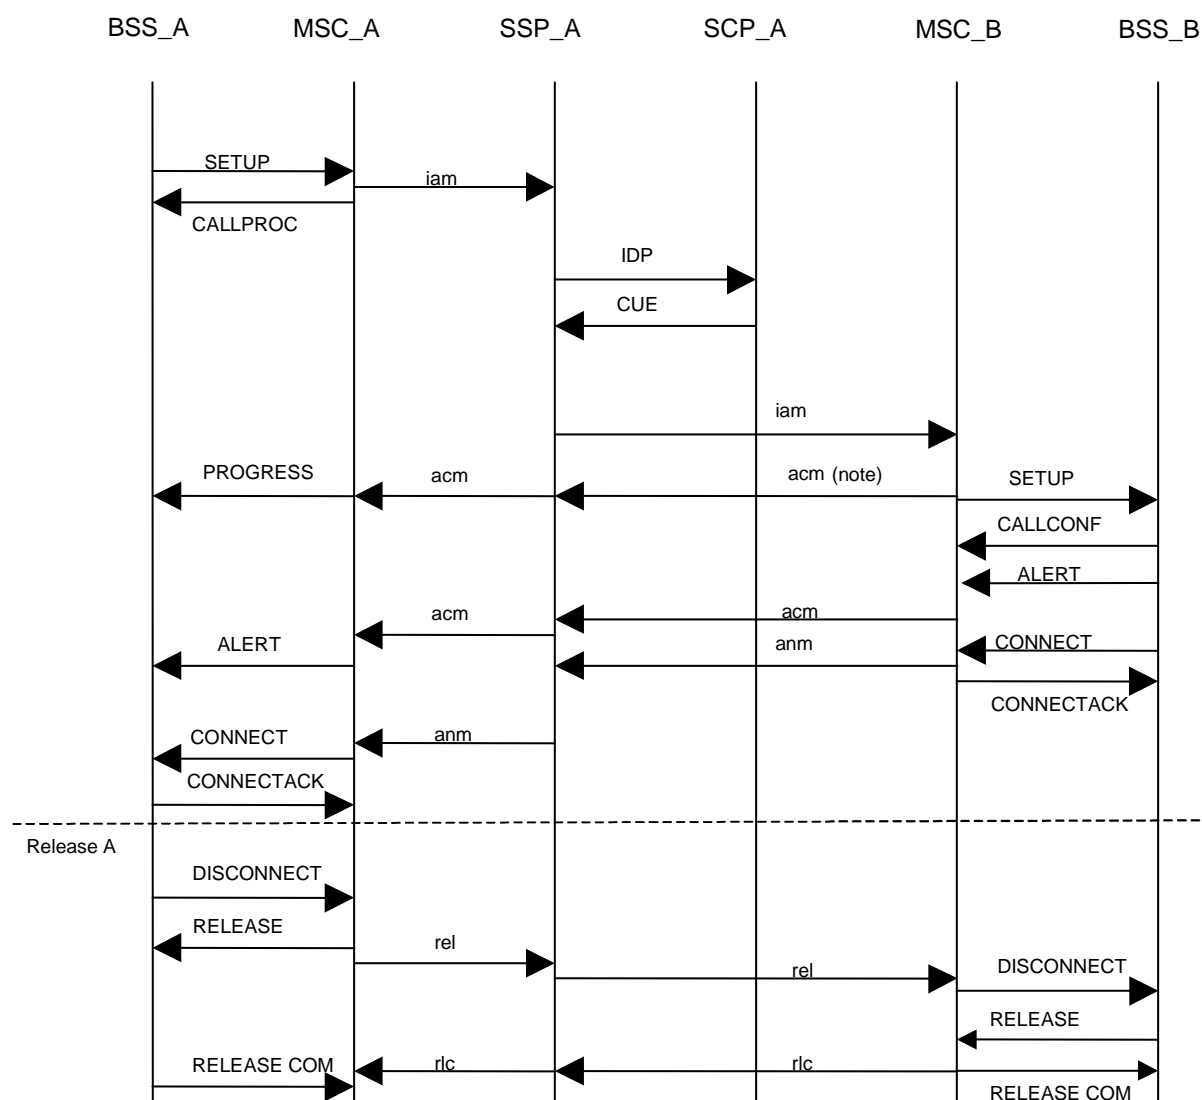 BSS_A MSC_A SSP_A SCP_A MSC_B BSS_B
SETUP
iam
CALLPROC
IDP
CUE
iam
PROGRESS acm acm (note) SETUP
CALLCONF
ALERT
acm acm
ALERT anm CONNECT
CONNECTACK
CONNECT anm
CONNECTACK
Release A
DISCONNECT
RELEASE rel
rel DISCONNECT
RELEASE
RELEASE COM rlc rlc
RELEASE COM